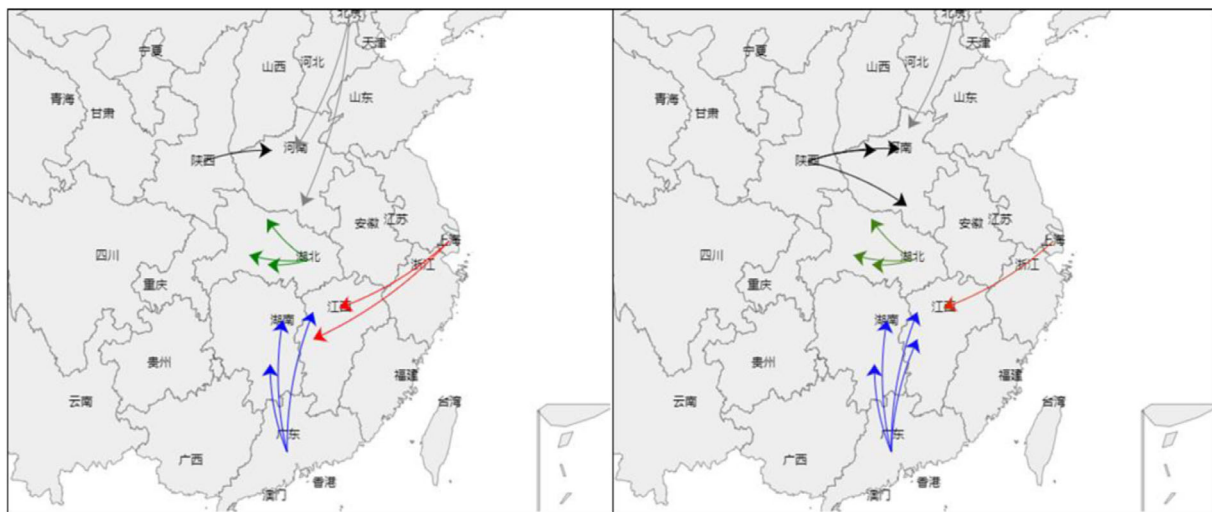 北京
天津
宁夏
山西
河北
青海
甘肃
山东
陕西
河南
安徽
江苏
上海
四川
湖北
浙江
重庆
江西
湖南
贵州
福建
云南
台湾
广东
广西
香港
澳门
北京
天津
宁夏
山西
河北
青海
甘肃
山东
陕西
河南
安徽
江苏
上海
四川
湖北
浙江
重庆
江西
湖南
贵州
福建
云南
台湾
广东
广西
香港
澳门